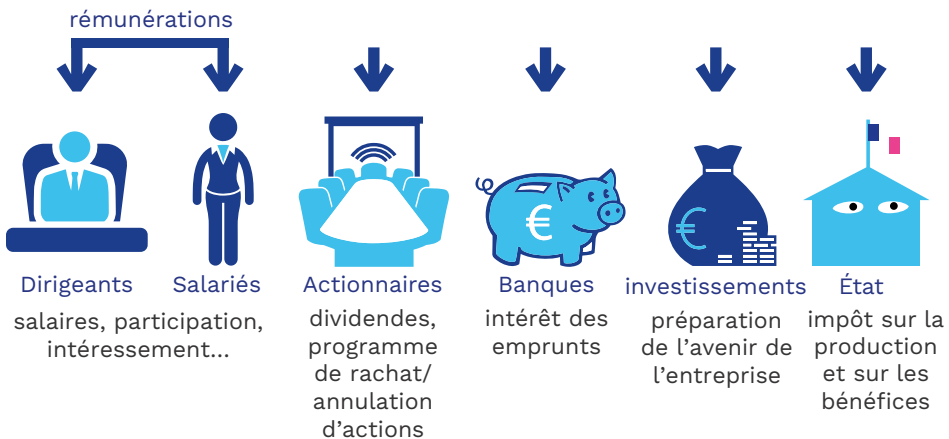 rémunérations
€
€
Dirigeants
Salariés
salaires, participation,
intéressement...
Actionnaires
dividendes,
programme
de rachat/
annulation
d’actions
Banques
intérêt des
emprunts
investissements
préparation
de l’avenir de
l’entreprise
État
impôt sur la
production
et sur les
bénéfices